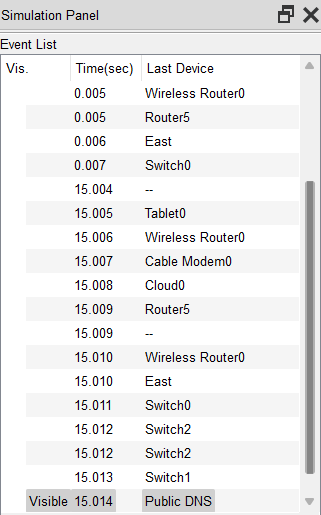 Simulation Panel
Event List
Vis. Time(sec) Last Device
0.005 Wireless Router0
0.005 Router5
0.006 East
0.007 Switch0
15.004 --
15.005 Tablet0
15.006 Wireless Router0
15.007 Cable Modem0
15.008 Cloud0
15.009 Router5
15.009 --
15.010 Wireless Router0
15.010 East
15.011 Switch0
15.012 Switch2
15.012 Switch2
15.013 Switch1
Visible 15.014 Public DNS